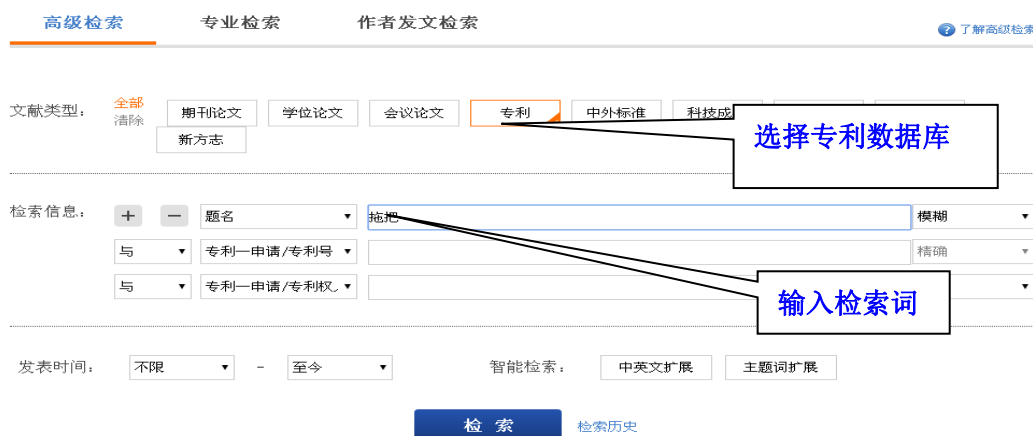 高级检索 专业检索 作者发文检索
? 了解高级检索
文献类型： 全部 期刊论文 学位论文 会议论文 专利 中外标准 科技成
清除
新方志
选择专利数据库
检索信息： + − 题名 拖把 模糊
与 专利—申请/专利号 精确
与 专利—申请/专利权
输入检索词
发表时间： 不限 - 至今 智能检索： 中英文扩展 主题词扩展
检 索 检索历史